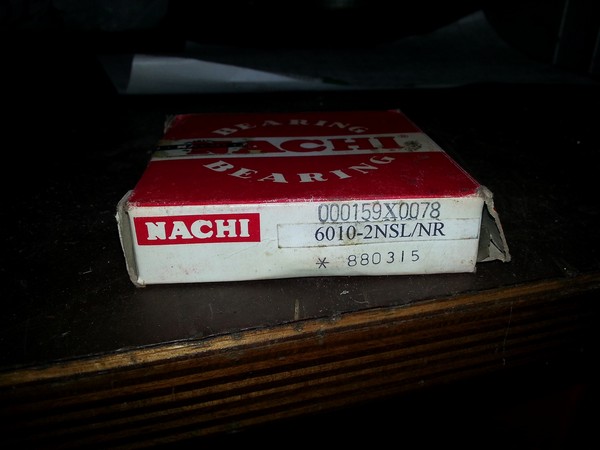 BEARING
NACHI®
BEARING
NACHI
000159X0078
6010-2NSL/NR
* 880315